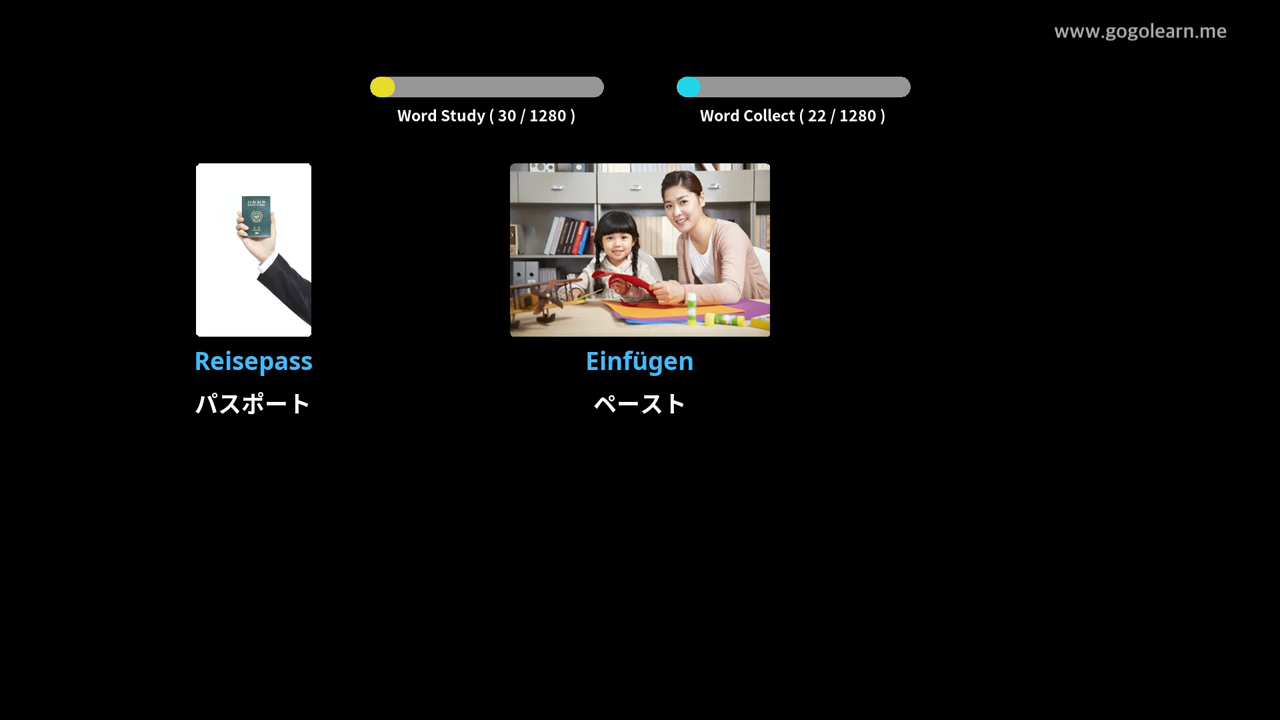 www.gogolearn.me
Word Study ( 30 / 1280 )
Word Collect ( 22 / 1280 )
Reisepass
Einfügen
パスポート
ペースト